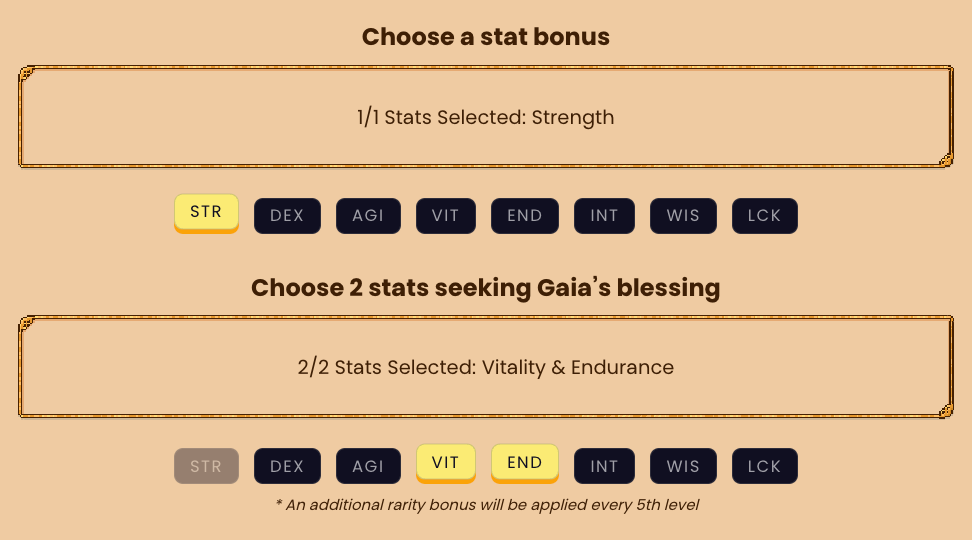 Choose a stat bonus
1/1 Stats Selected: Strength
STR DEX AGI VIT END INT WIS LCK
Choose 2 stats seeking Gaia's blessing
2/2 Stats Selected: Vitality & Endurance
STR DEX AGI VIT END INT WIS LCK
* An additional rarity bonus will be applied every 5th level